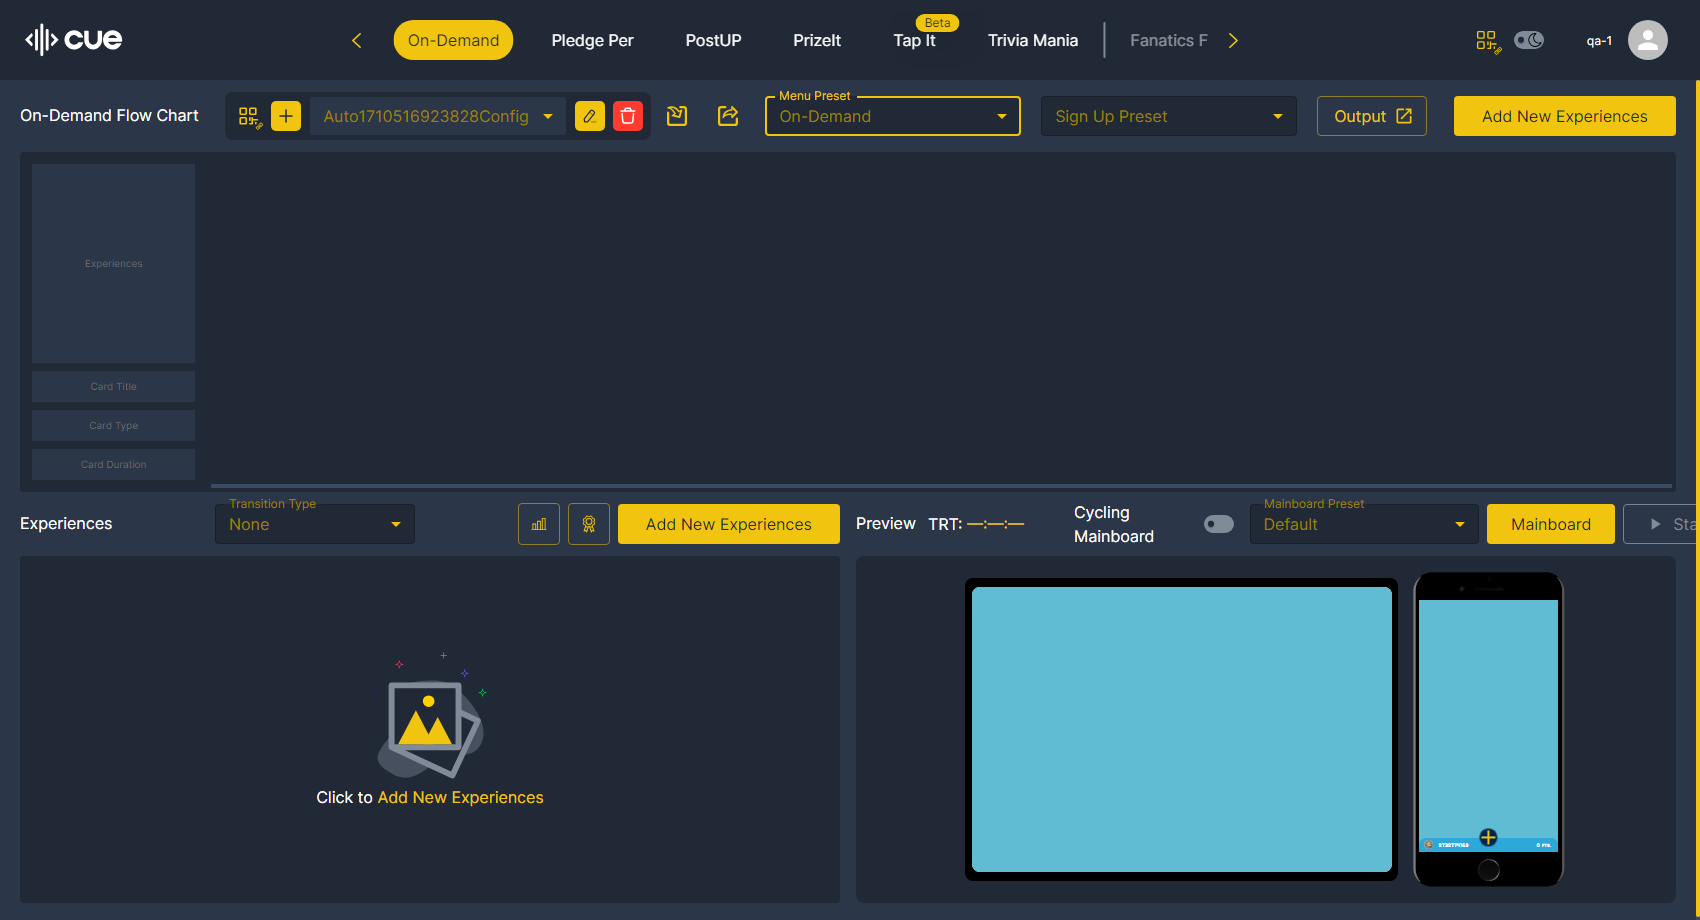 cue
On-Demand
Pledge Per
PostUP
PrizeIt
Beta
Tap It
Trivia Mania
Fanatics F
qa-1
On-Demand Flow Chart
Auto1710516923828Config
Menu Preset
On-Demand
Sign Up Preset
Output
Add New Experiences
Experiences
Card Title
Card Type
Card Duration
Experiences
Transition Type
None
Add New Experiences
Preview
TRT: —:—:—
Cycling
Mainboard
Mainboard Preset
Default
Mainboard
Sta
Click to Add New Experiences
0 PTS.